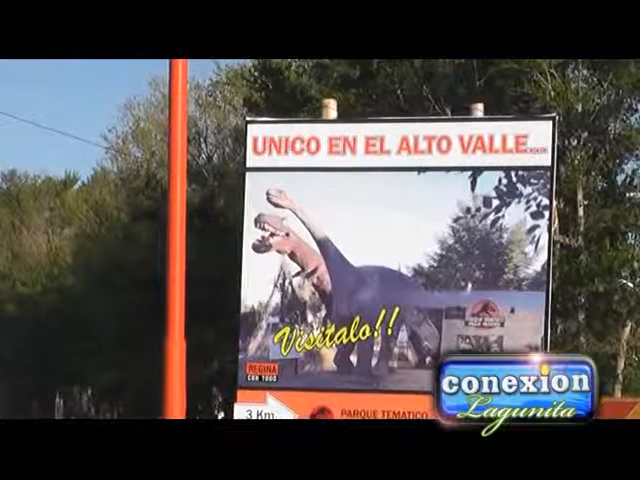 UNICO EN EL ALTO VALLE...
Visitalo!!
REGINA
CON TODO
3 Km.
PARQUE TEMATICO
conexion
Lagunita